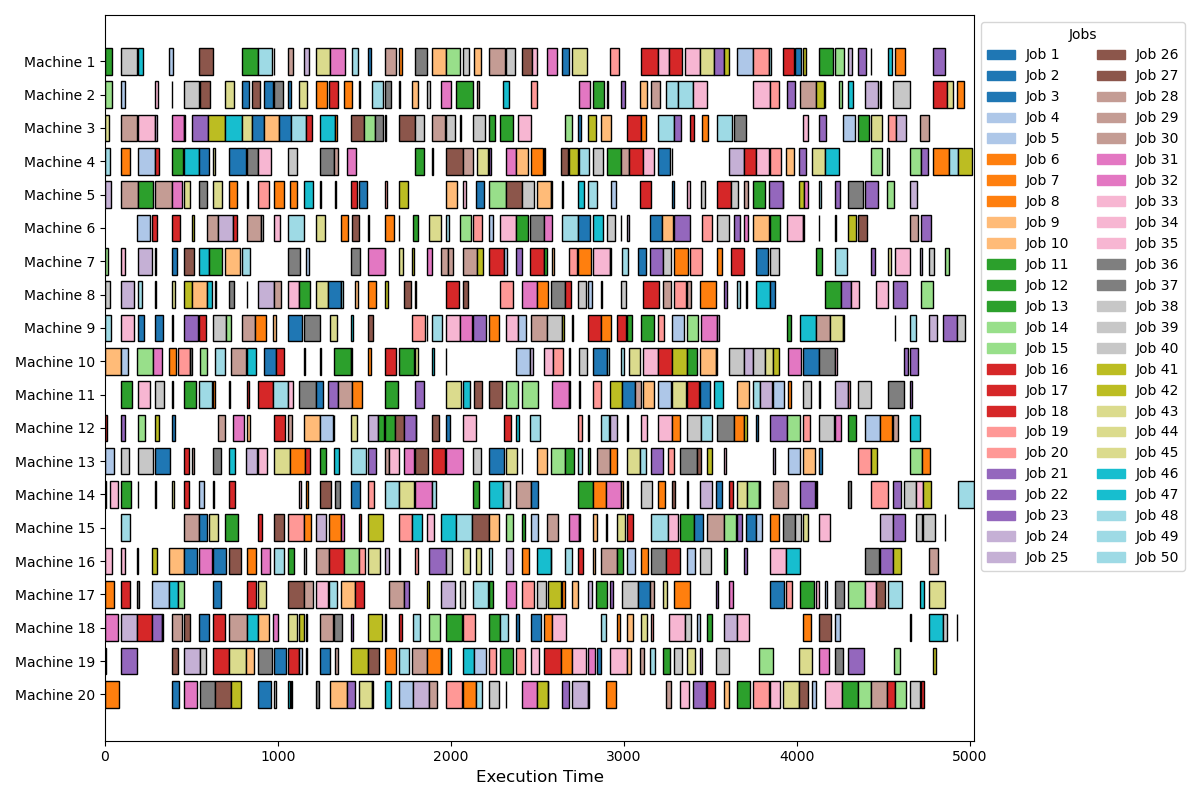 Machine 1
Machine 2
Machine 3
Machine 4
Machine 5
Machine 6
Machine 7
Machine 8
Machine 9
Machine 10
Machine 11
Machine 12
Machine 13
Machine 14
Machine 15
Machine 16
Machine 17
Machine 18
Machine 19
Machine 20
0 1000 2000 3000 4000 5000
Execution Time
Jobs
Job 1
Job 2
Job 3
Job 4
Job 5
Job 6
Job 7
Job 8
Job 9
Job 10
Job 11
Job 12
Job 13
Job 14
Job 15
Job 16
Job 17
Job 18
Job 19
Job 20
Job 21
Job 22
Job 23
Job 24
Job 25
Job 26
Job 27
Job 28
Job 29
Job 30
Job 31
Job 32
Job 33
Job 34
Job 35
Job 36
Job 37
Job 38
Job 39
Job 40
Job 41
Job 42
Job 43
Job 44
Job 45
Job 46
Job 47
Job 48
Job 49
Job 50